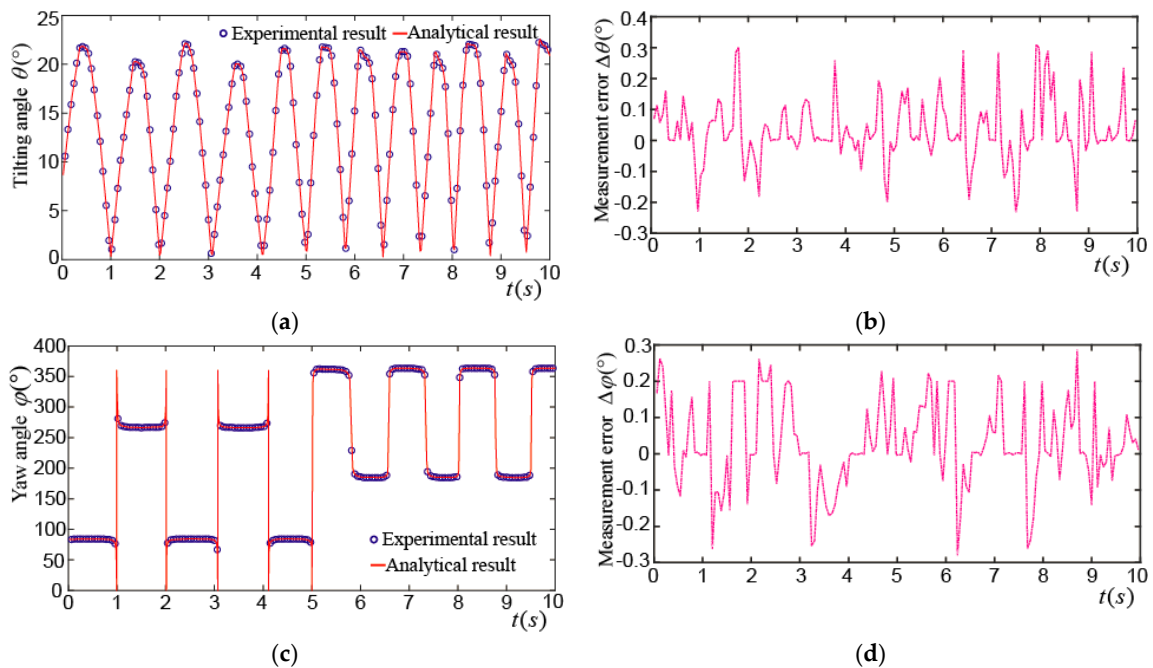 25
20
15
10
5
0
Tilting angle θ(°)
Experimental result
Analytical result
0 1 2 3 4 5 6 7 8 9 10
t(s)
(a)
0.4
0.3
0.2
0.1
0
-0.1
-0.2
-0.3
Measurement error Δθ(°)
0 1 2 3 4 5 6 7 8 9 10
t(s)
(b)
400
350
300
250
200
150
100
50
0
Yaw angle φ(°)
Experimental result
Analytical result
0 1 2 3 4 5 6 7 8 9 10
t(s)
(c)
0.3
0.2
0.1
0
-0.1
-0.2
-0.3
Measurement error Δφ(°)
0 1 2 3 4 5 6 7 8 9 10
t(s)
(d)